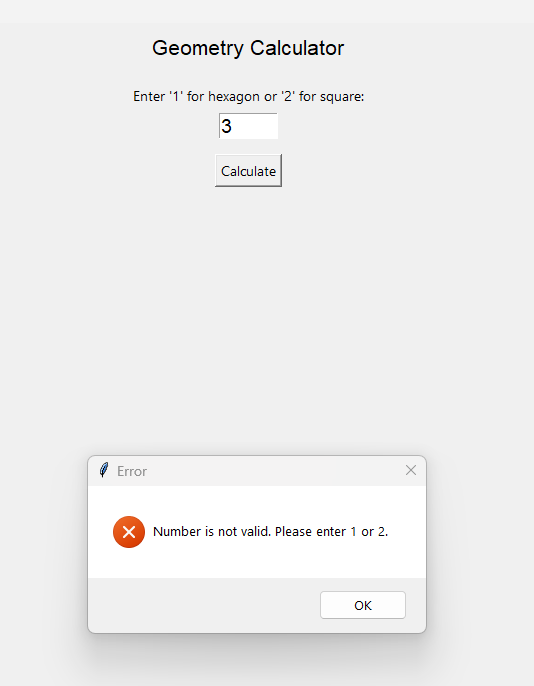 Geometry Calculator
Enter '1' for hexagon or '2' for square:
3
Calculate
Error
Number is not valid. Please enter 1 or 2.
OK